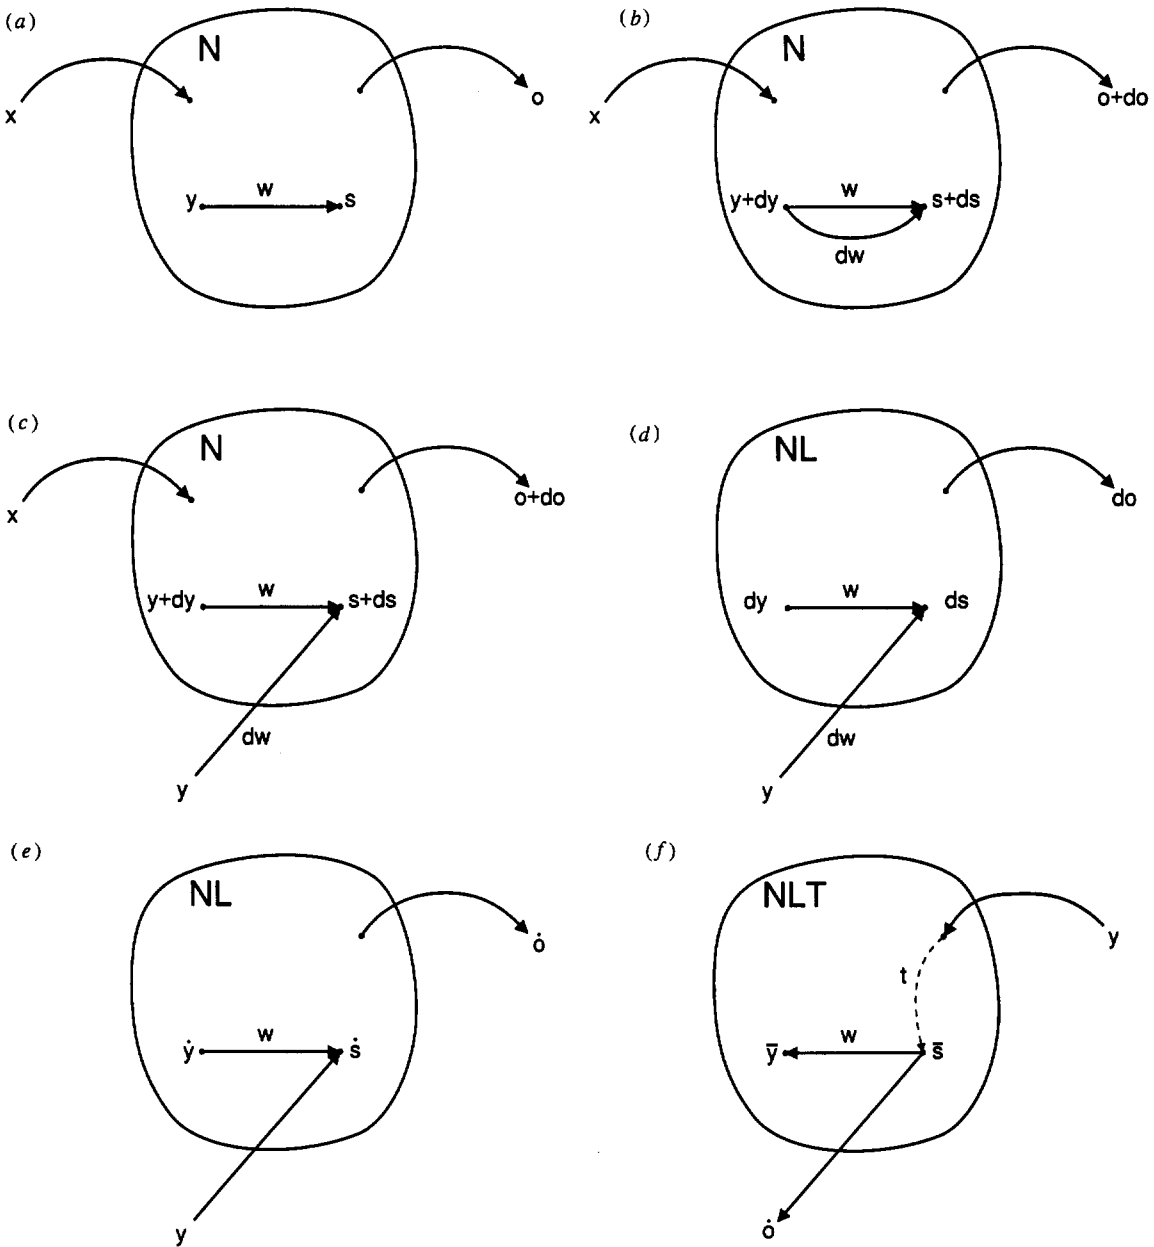 (a)
N
x
o
y
w
s
(b)
N
x
o+do
y+dy
w
s+ds
dw
(c)
N
x
o+do
y+dy
w
s+ds
dw
y
(d)
NL
do
dy
w
ds
dw
y
(e)
NL
ȯ
ẏ
w
ṡ
y
(f)
NLT
y
t
ȳ
w
s̄
ȯ